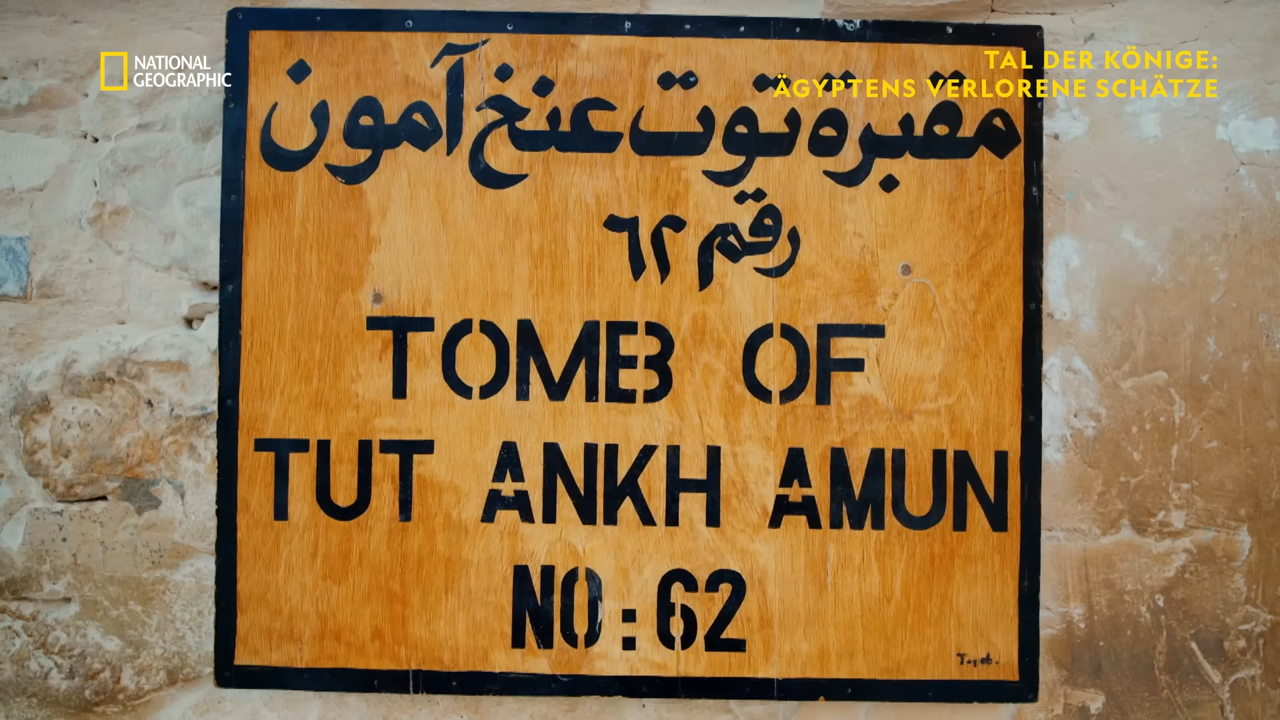 NATIONAL
GEOGRAPHIC
TAL DER KÖNIGE:
ÄGYPTENS VERLORENE SCHÄTZE
مقبرة توت عنخ آمون
رقم ٦٢
TOMB OF
TUT ANKH AMUN
NO: 62